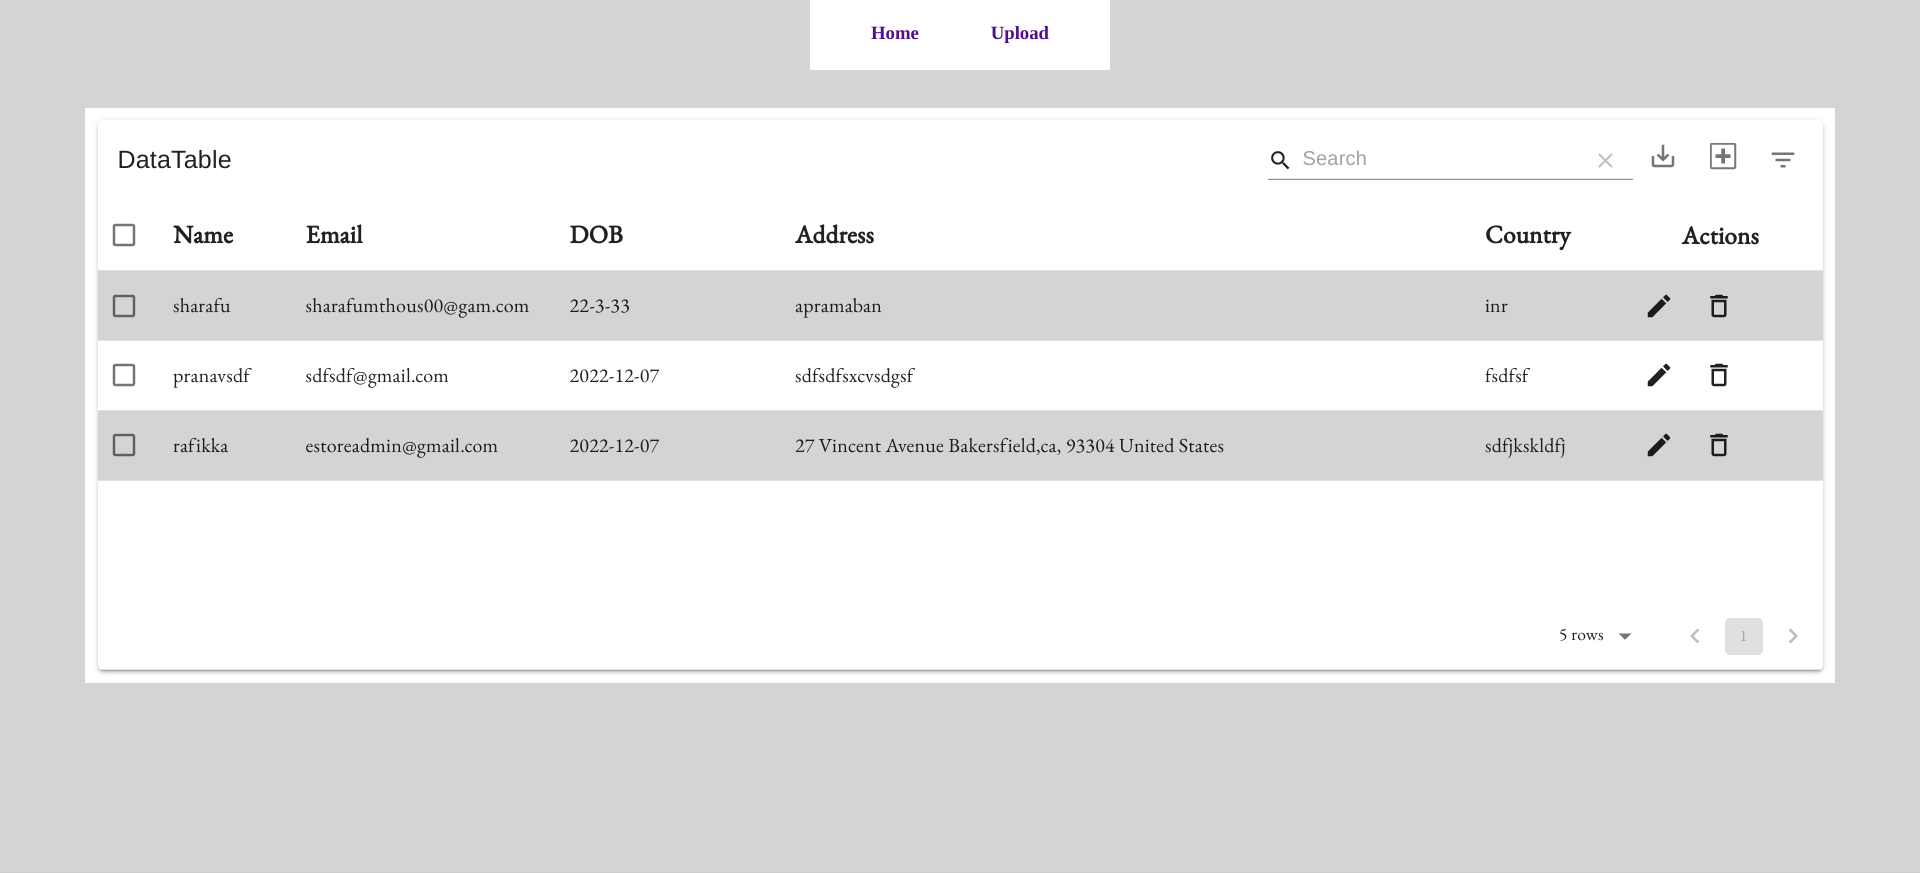 Home Upload
DataTable Search
Name Email DOB Address Country Actions
sharafu sharafumthous00@gam.com 22-3-33 apramaban inr
pranavsdf sdfsdf@gmail.com 2022-12-07 sdfsdfsxcvsdgsf fsdfsf
rafikka estoreadmin@gmail.com 2022-12-07 27 Vincent Avenue Bakersfield,ca, 93304 United States sdfjkskldfj
5 rows 1